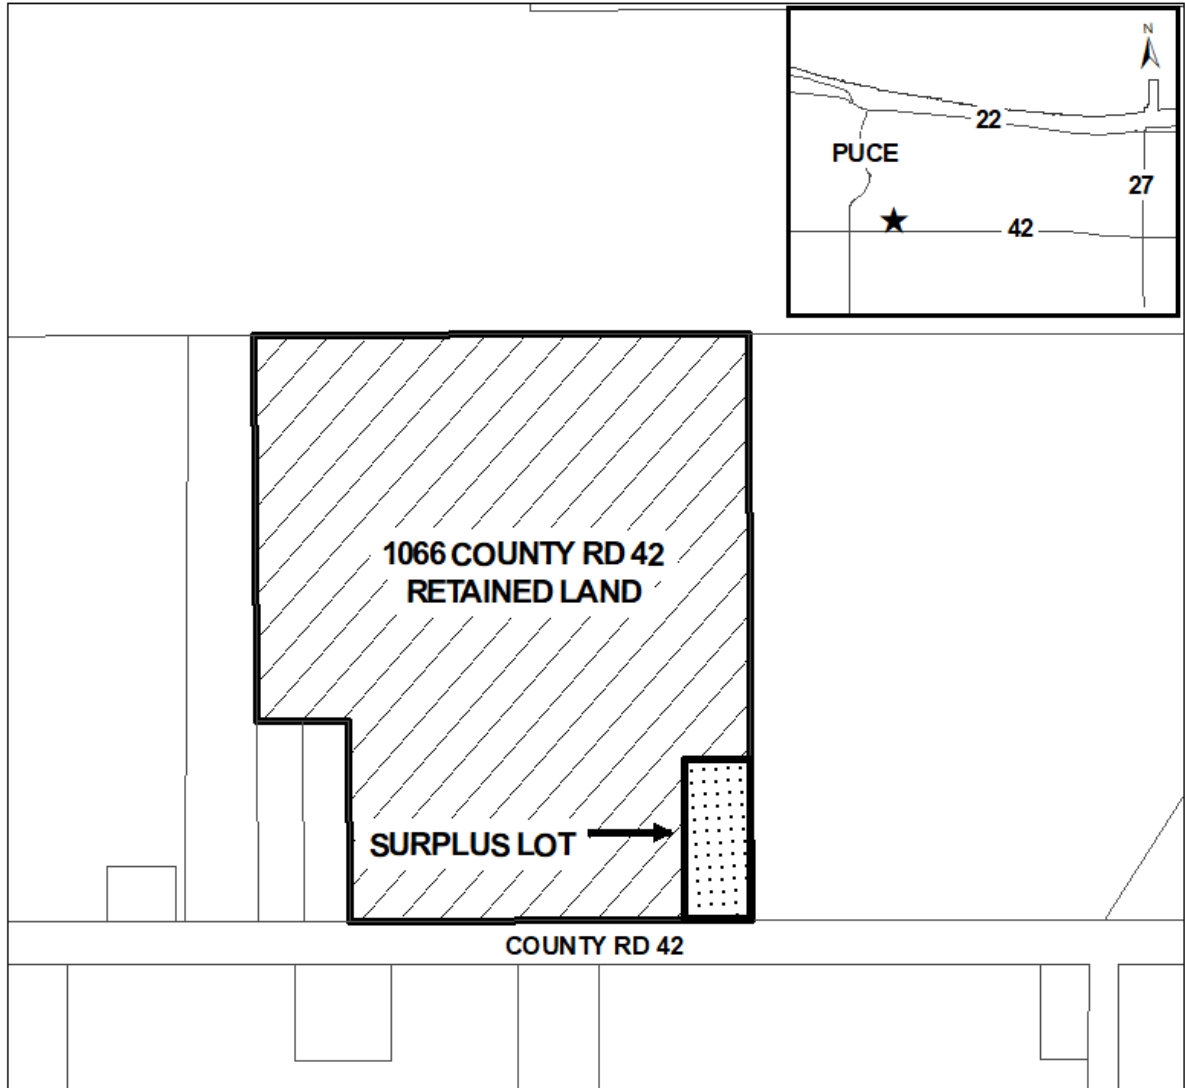 N
22
PUCE
27
42
1066 COUNTY RD 42
RETAINED LAND
SURPLUS LOT
COUNTY RD 42